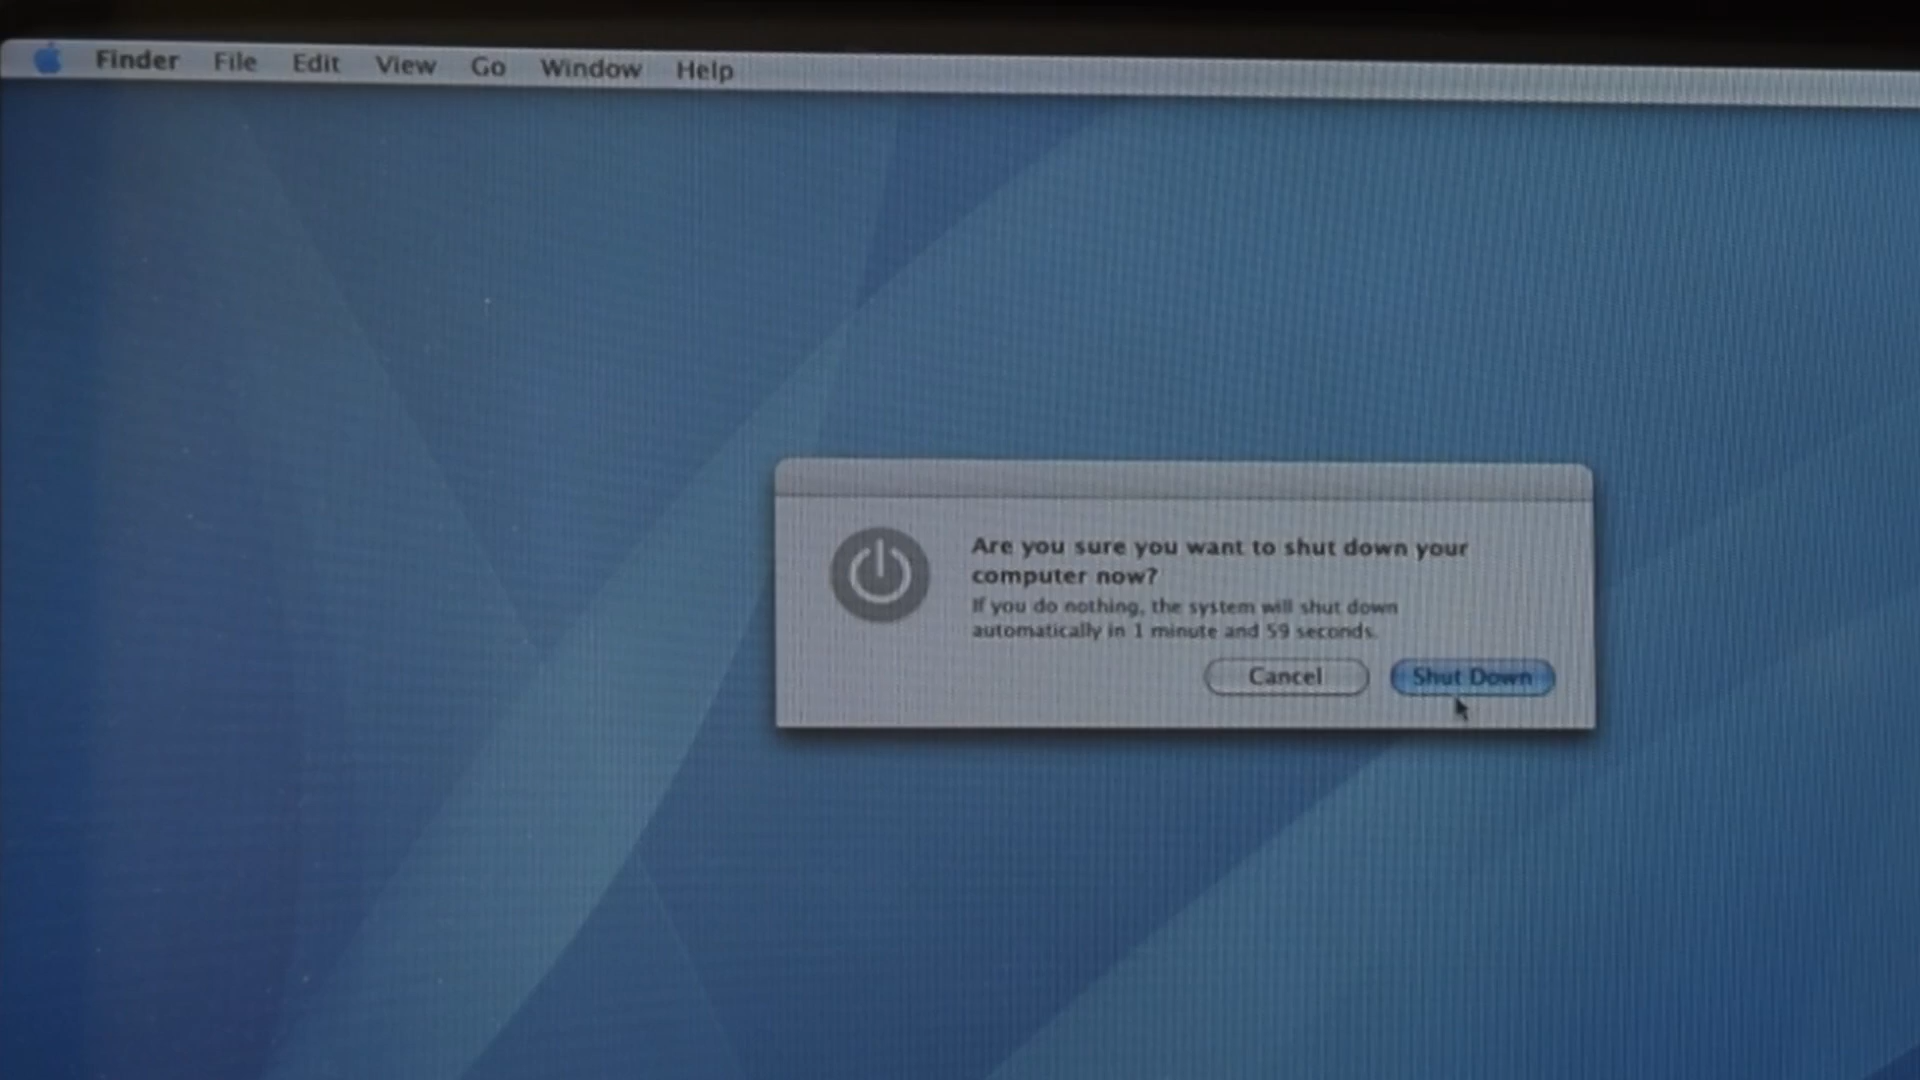 Finder File Edit View Go Window Help
Are you sure you want to shut down your
computer now?
If you do nothing, the system will shut down
automatically in 1 minute and 59 seconds.
Cancel Shut Down